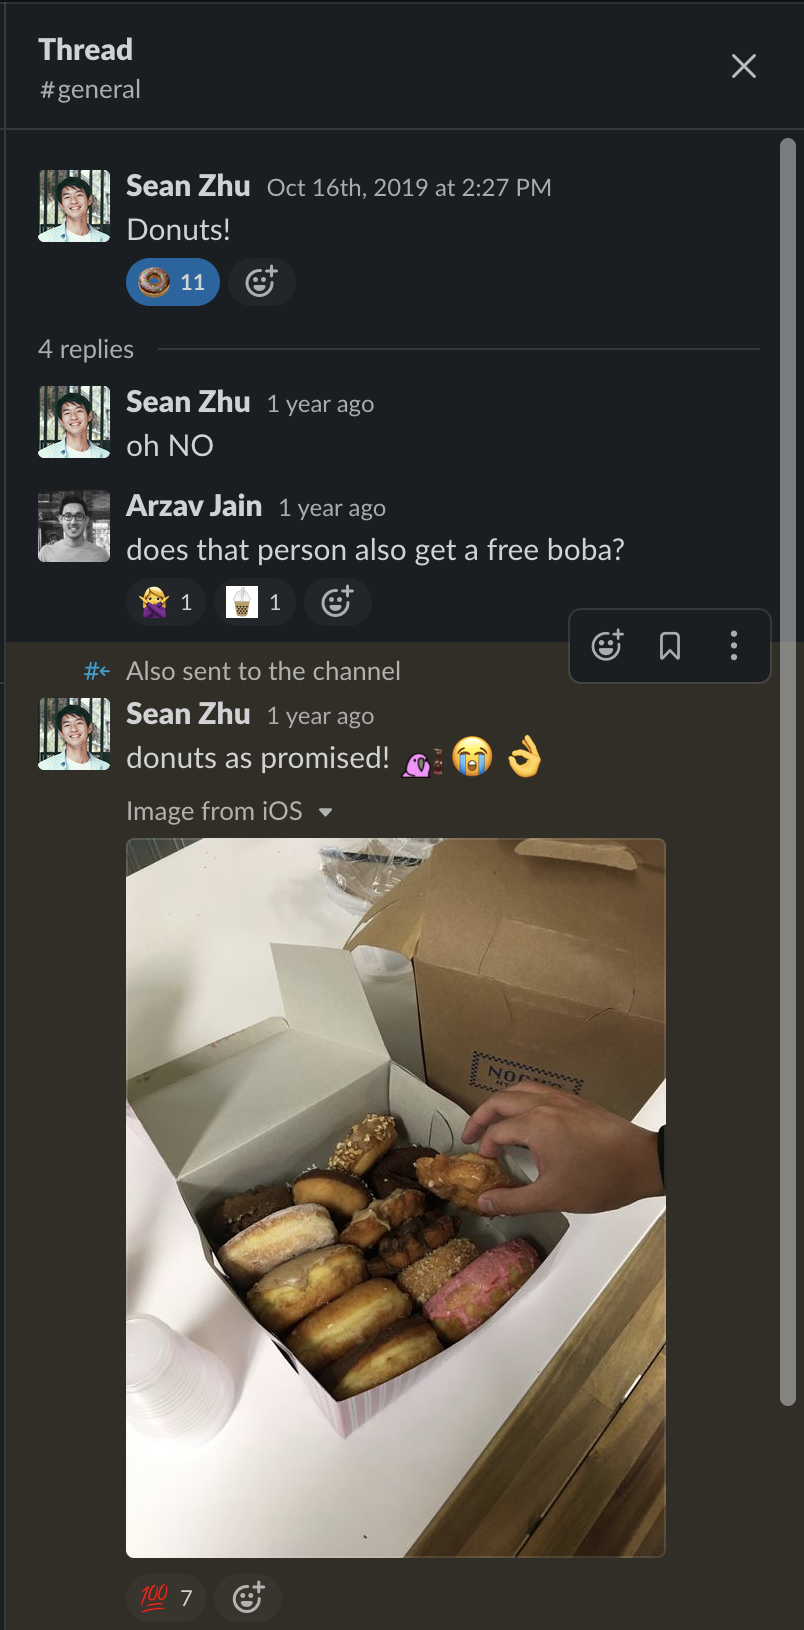 Thread
#general
Sean Zhu Oct 16th, 2019 at 2:27 PM
Donuts!
11
4 replies
Sean Zhu 1 year ago
oh NO
Arzav Jain 1 year ago
does that person also get a free boba?
1 1
Also sent to the channel
Sean Zhu 1 year ago
donuts as promised! 😭 👌
Image from iOS
💯 7